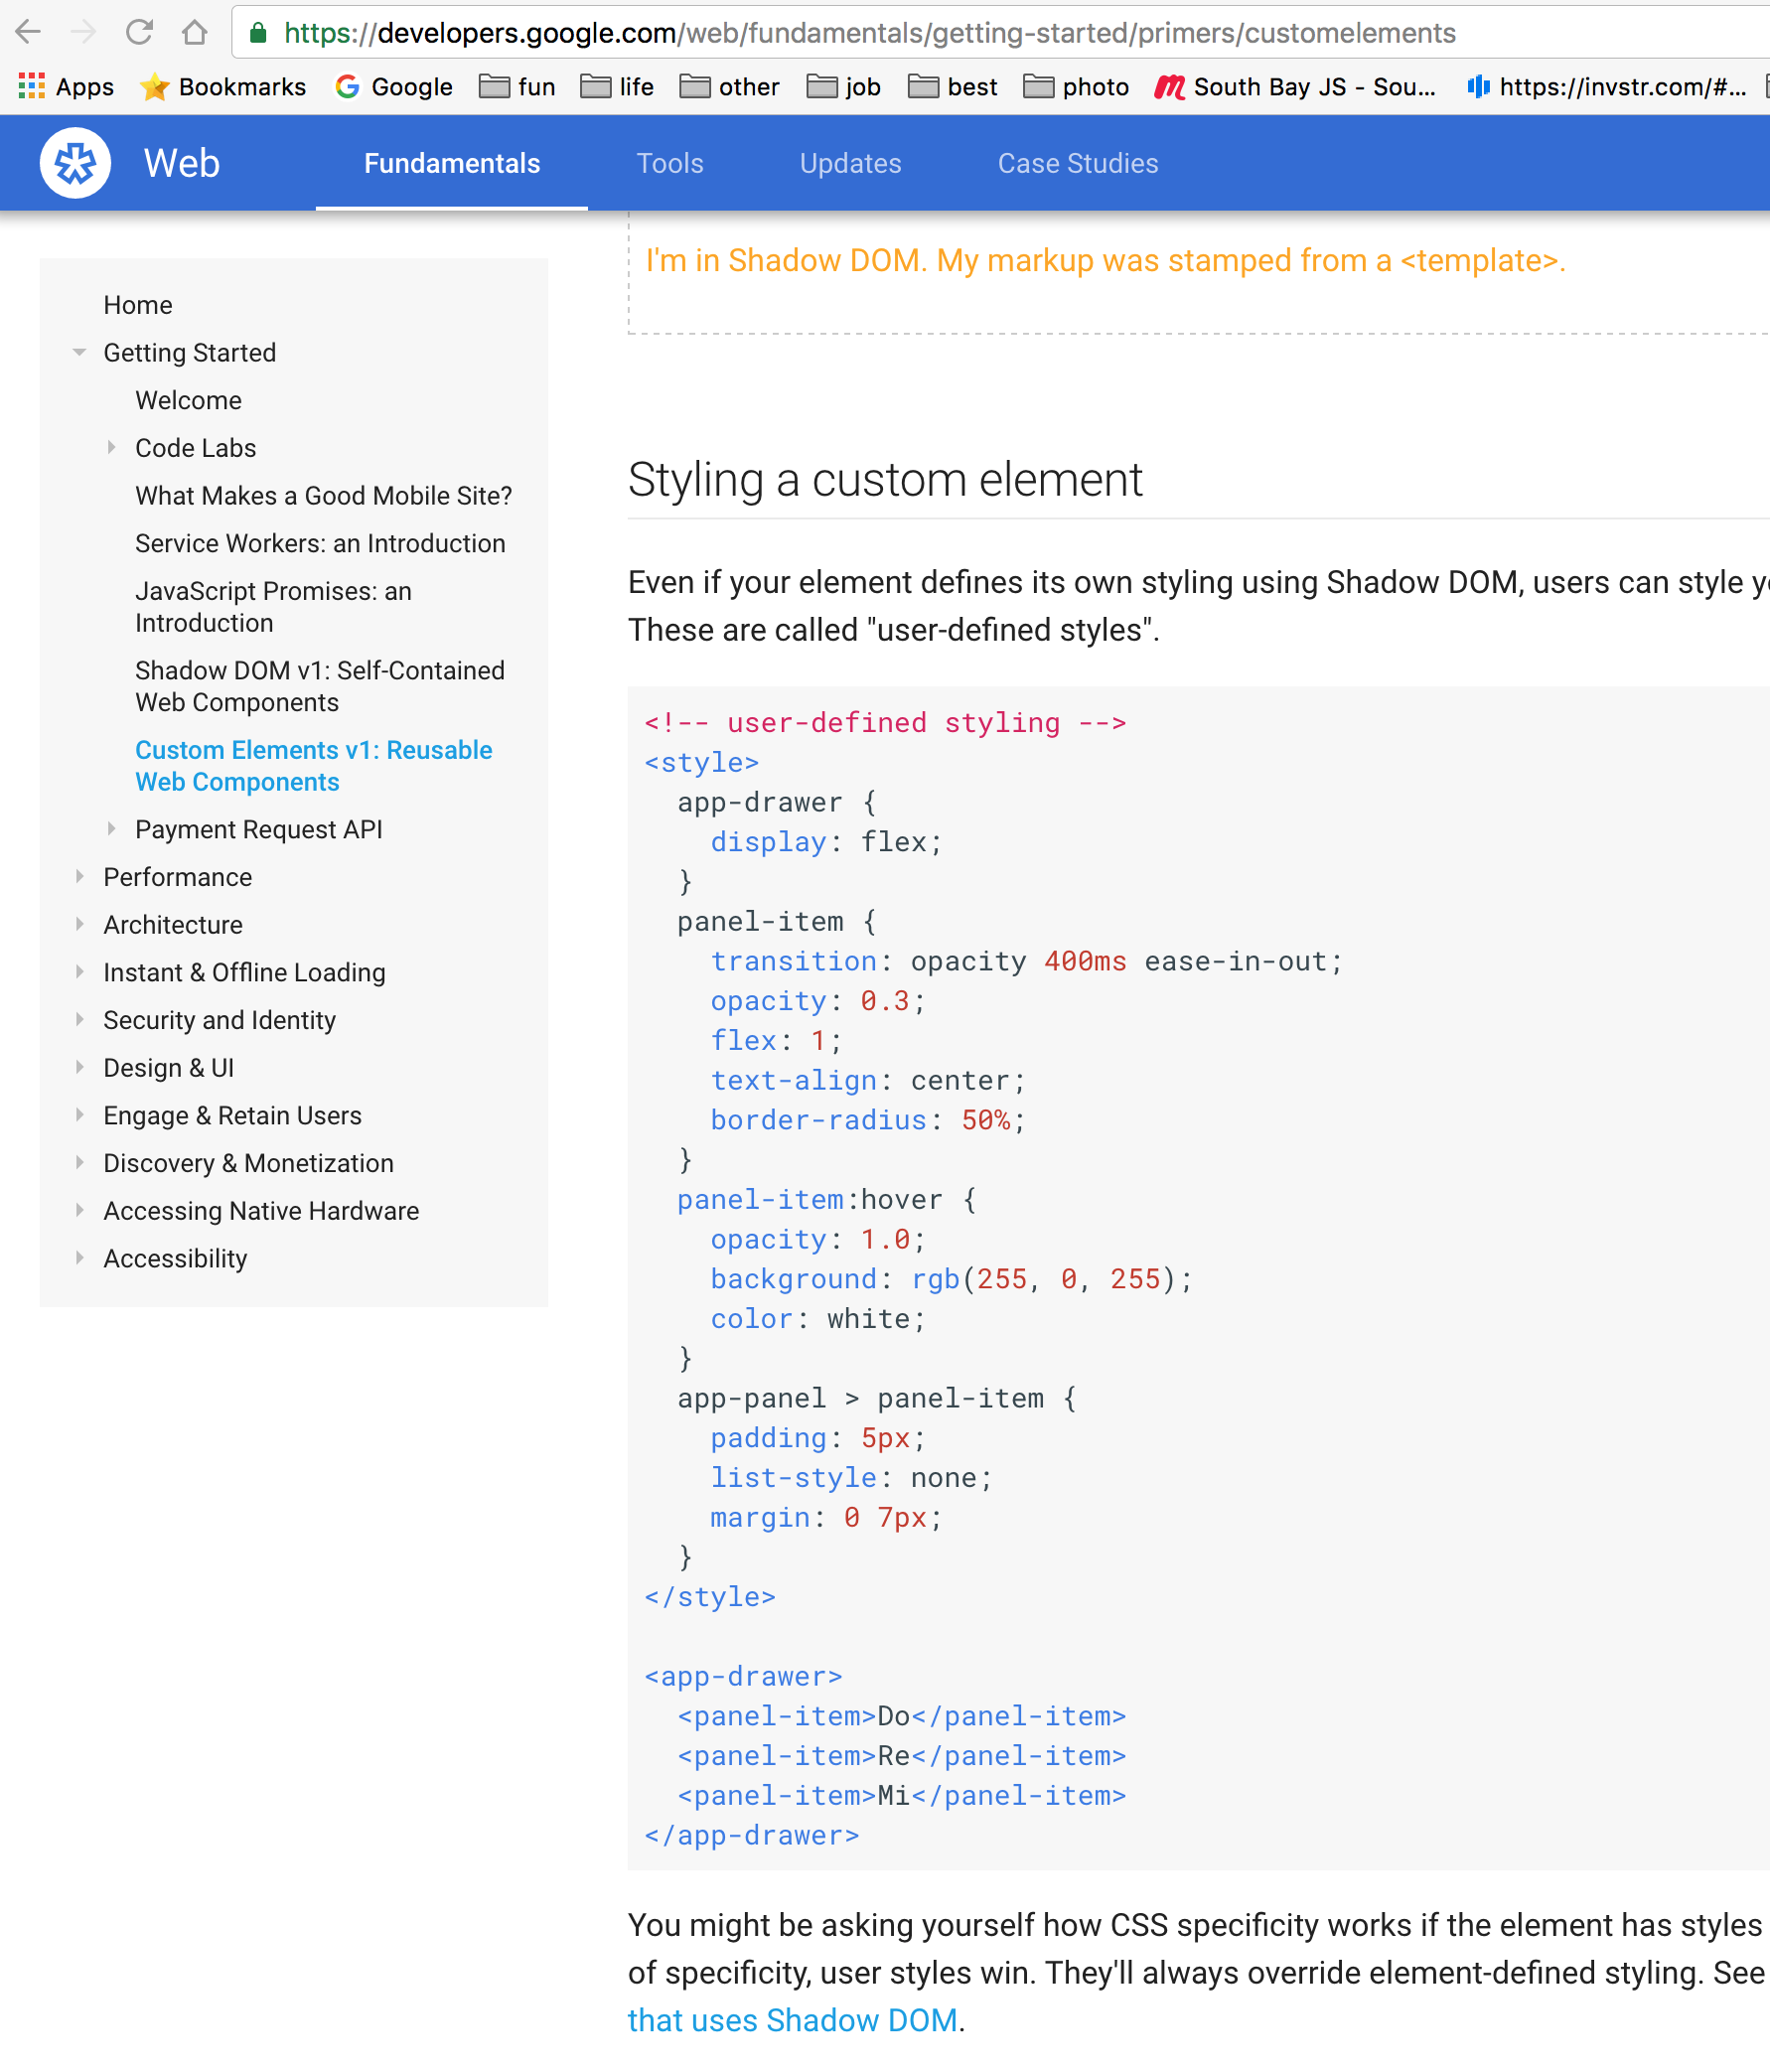 https://developers.google.com/web/fundamentals/getting-started/primers/customelements
Apps Bookmarks Google fun life other job best photo South Bay JS - Sou... https://invstr.com/#...
Web Fundamentals Tools Updates Case Studies
I'm in Shadow DOM. My markup was stamped from a <template>.
Home
Getting Started
Welcome
Code Labs
What Makes a Good Mobile Site?
Service Workers: an Introduction
JavaScript Promises: an
Introduction
Shadow DOM v1: Self-Contained
Web Components
Custom Elements v1: Reusable
Web Components
Payment Request API
Performance
Architecture
Instant & Offline Loading
Security and Identity
Design & UI
Engage & Retain Users
Discovery & Monetization
Accessing Native Hardware
Accessibility
Styling a custom element
Even if your element defines its own styling using Shadow DOM, users can style
These are called "user-defined styles".
<!-- user-defined styling -->
<style>
  app-drawer {
    display: flex;
  }
  panel-item {
    transition: opacity 400ms ease-in-out;
    opacity: 0.3;
    flex: 1;
    text-align: center;
    border-radius: 50%;
  }
  panel-item:hover {
    opacity: 1.0;
    background: rgb(255, 0, 255);
    color: white;
  }
  app-panel > panel-item {
    padding: 5px;
    list-style: none;
    margin: 0 7px;
  }
</style>
<app-drawer>
  <panel-item>Do</panel-item>
  <panel-item>Re</panel-item>
  <panel-item>Mi</panel-item>
</app-drawer>
You might be asking yourself how CSS specificity works if the element has styles
of specificity, user styles win. They'll always override element-defined styling. See
that uses Shadow DOM.